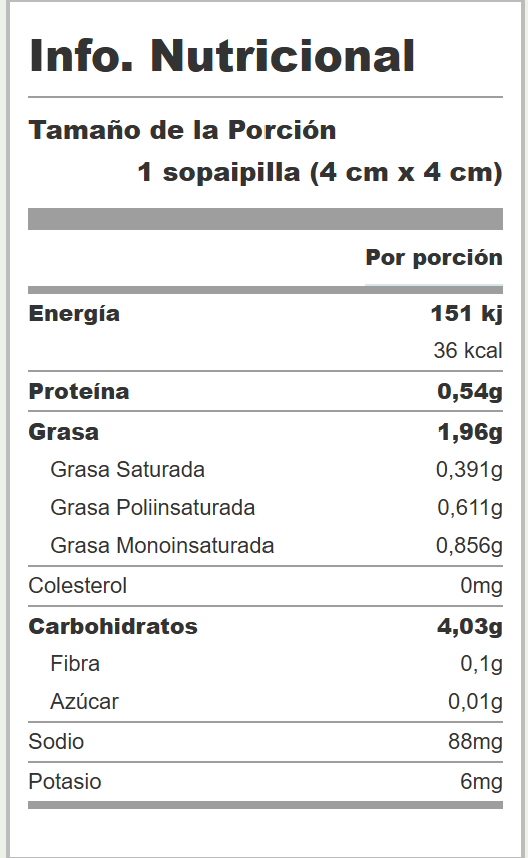 Info. Nutricional
Tamaño de la Porción
1 sopaipilla (4 cm x 4 cm)
Por porción
Energía 151 kj
36 kcal
Proteína 0,54g
Grasa 1,96g
Grasa Saturada 0,391g
Grasa Poliinsaturada 0,611g
Grasa Monoinsaturada 0,856g
Colesterol 0mg
Carbohidratos 4,03g
Fibra 0,1g
Azúcar 0,01g
Sodio 88mg
Potasio 6mg